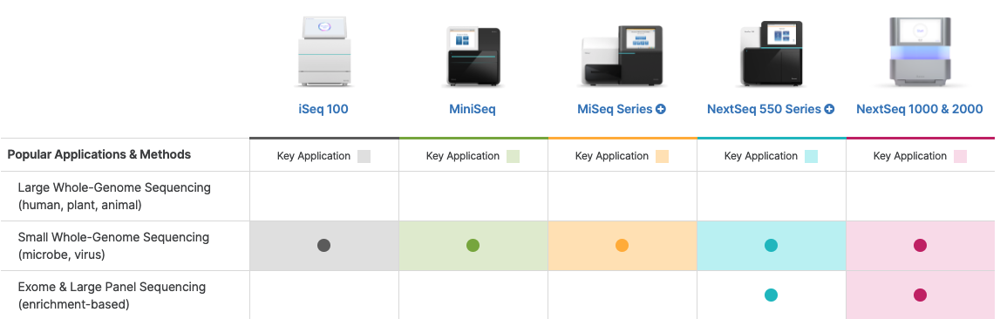 iSeq 100
MiniSeq
MiSeq Series
NextSeq 550 Series
NextSeq 1000 & 2000
Popular Applications & Methods
Key Application
Key Application
Key Application
Key Application
Key Application
Large Whole-Genome Sequencing
(human, plant, animal)
Small Whole-Genome Sequencing
(microbe, virus)
Exome & Large Panel Sequencing
(enrichment-based)